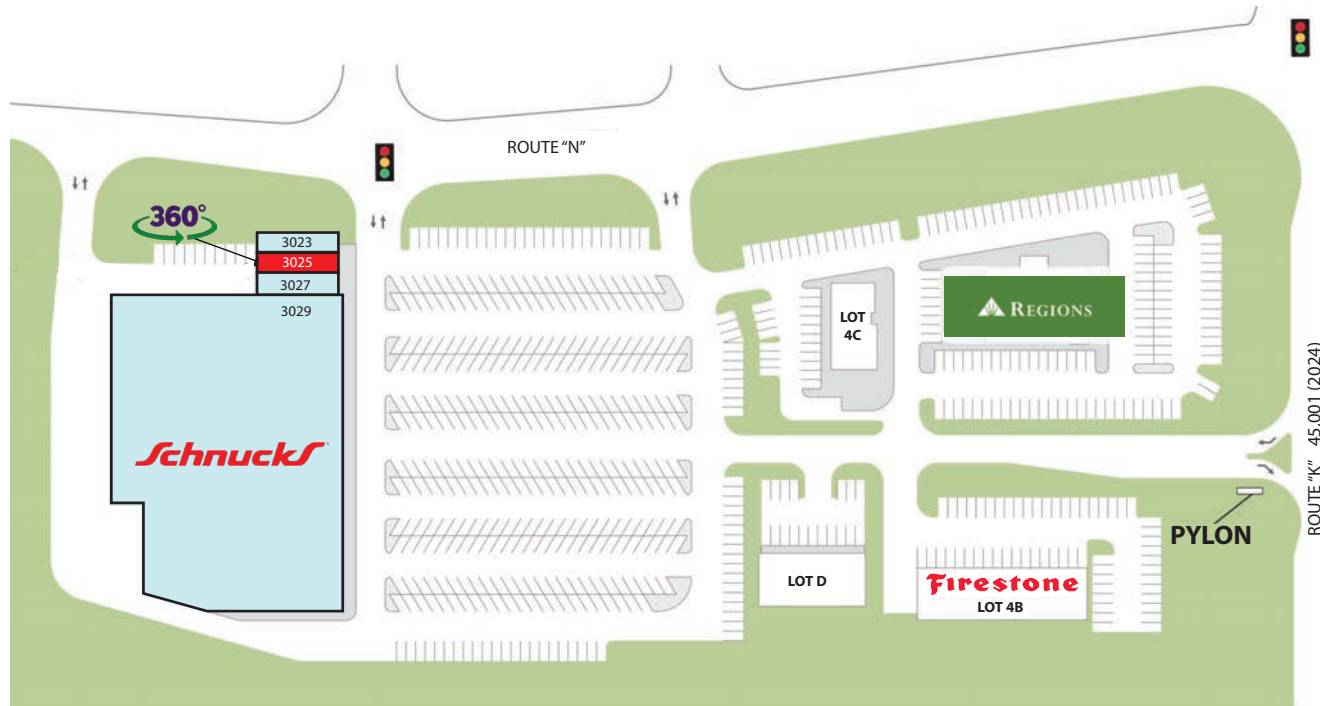 ROUTE “N”
360°
3023
3025
3027
3029
Schnucks
LOT
4C
REGIONS
ROUTE “K” 45,001 (2024)
PYLON
LOT D
Firestone
LOT 4B